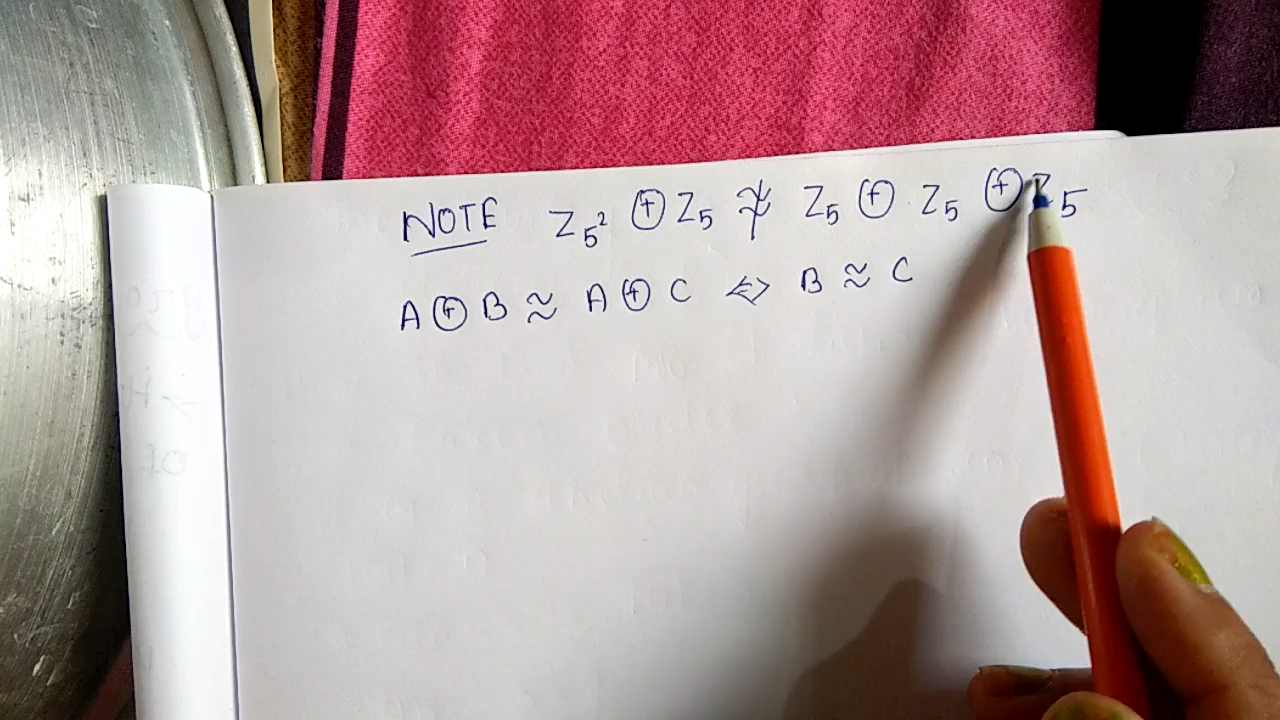 NOTE Z₅² ⊕ Z₅ ≉ Z₅ ⊕ Z₅ ⊕ Z₅
A ⊕ B ≈ A ⊕ C ⇔ B ≈ C